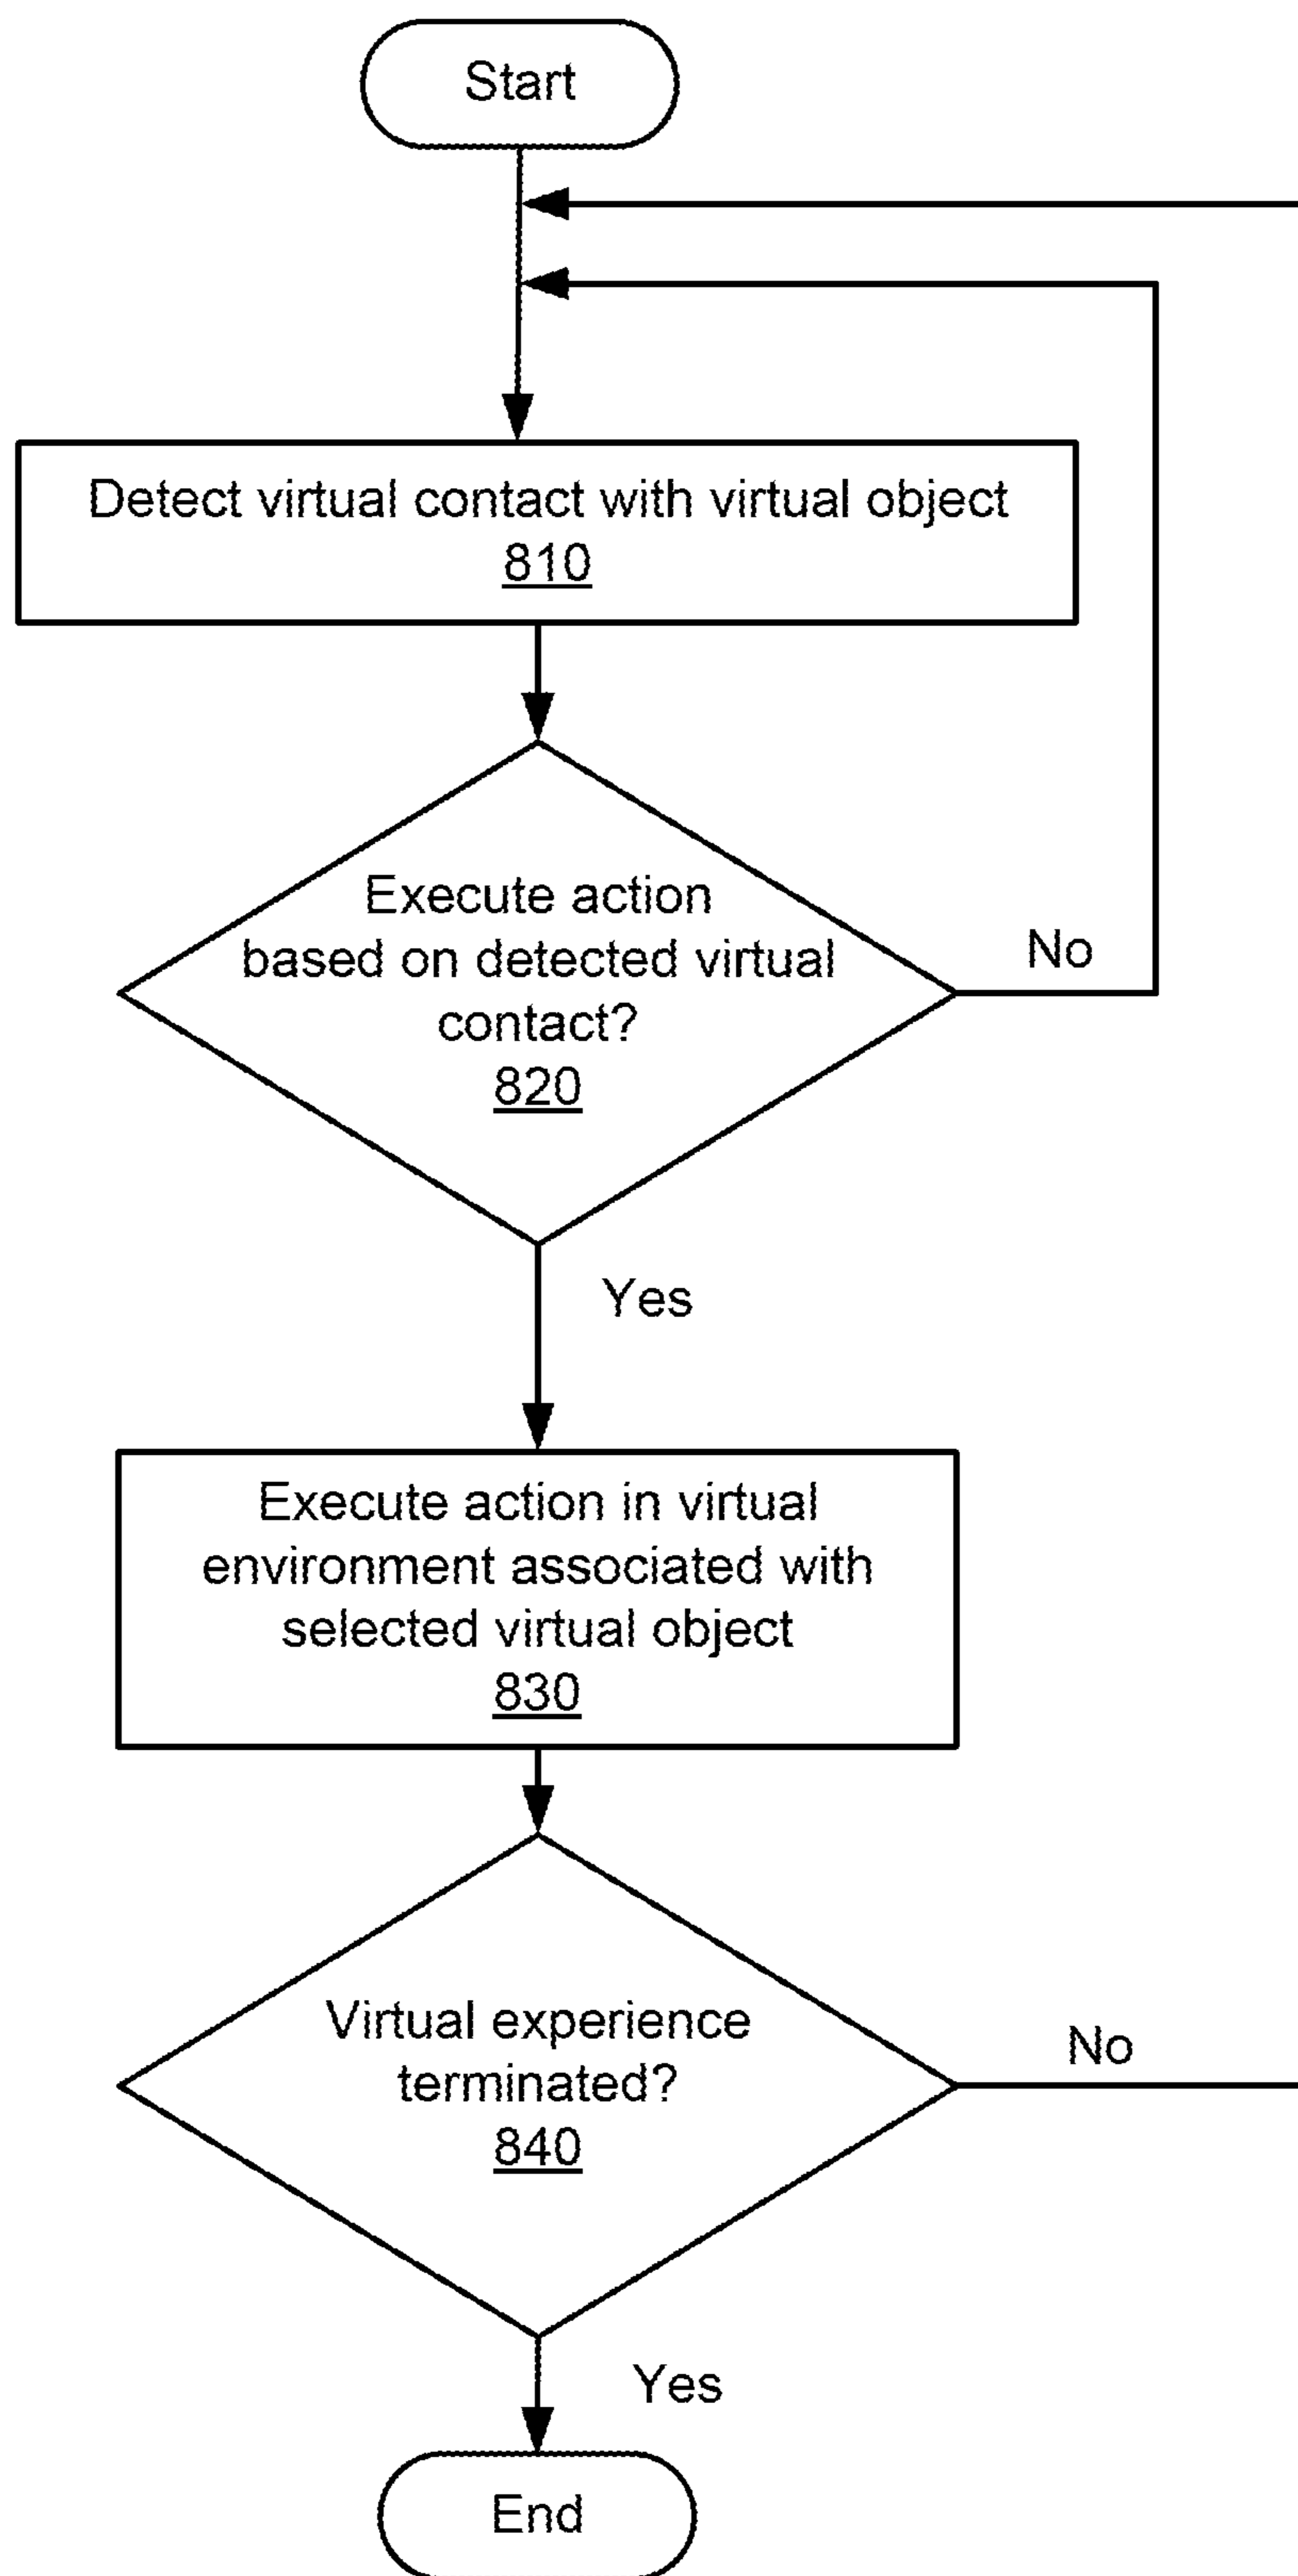 Start
Detect virtual contact with virtual object
810
Execute action
based on detected virtual
contact?
820
No
Yes
Execute action in virtual
environment associated with
selected virtual object
830
Virtual experience
terminated?
840
No
Yes
End